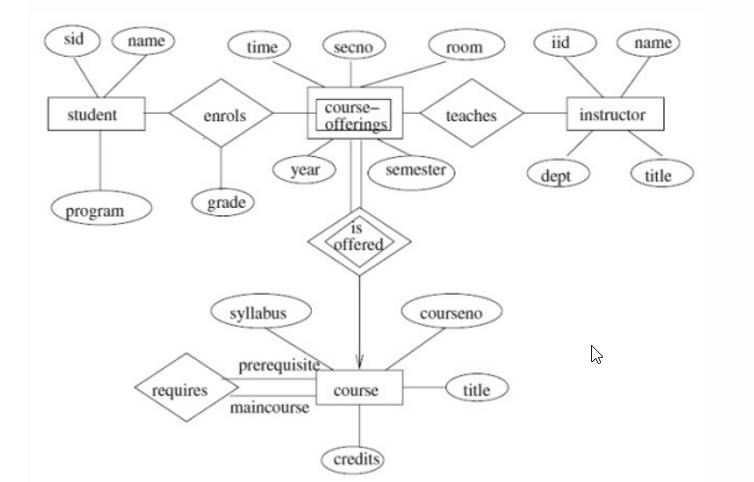 sid
name
time
secno
room
iid
name
student
enrols
course–
offerings
teaches
instructor
year
semester
program
grade
dept
title
is
offered
syllabus
courseno
prerequisite
requires
course
title
maincourse
credits